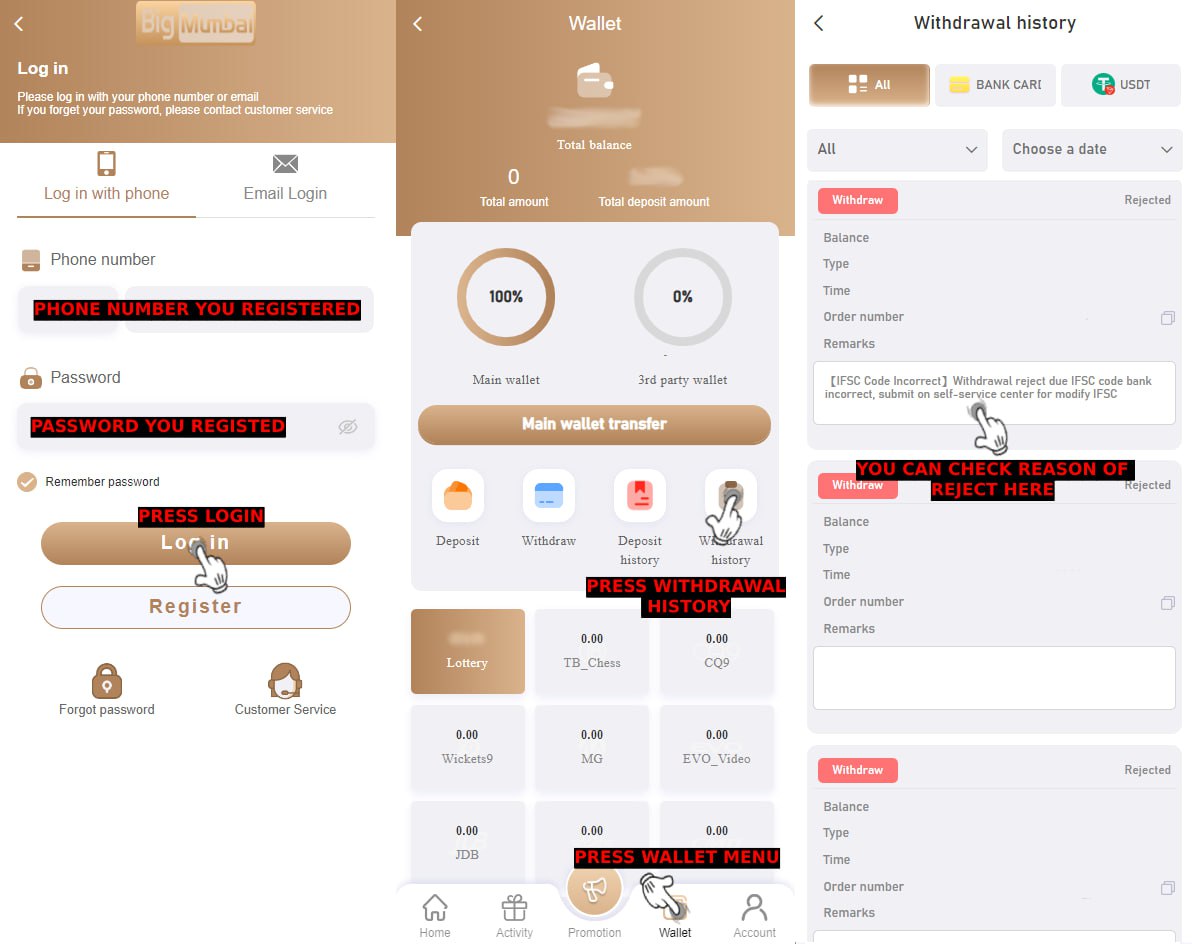 Big Mumbai
Log in
Please log in with your phone number or email
If you forget your password, please contact customer service
Log in with phone
Email Login
Phone number
PHONE NUMBER YOU REGISTERED
Password
PASSWORD YOU REGISTED
Remember password
PRESS LOGIN
Log in
Register
Forgot password
Customer Service
Wallet
Total balance
0
Total amount
Total deposit amount
100%
0%
Main wallet
3rd party wallet
Main wallet transfer
Deposit
Withdraw
Deposit
history
Withdrawal
history
PRESS WITHDRAWAL
HISTORY
Lottery
0.00
TB_Chess
0.00
CQ9
0.00
Wickets9
0.00
MG
0.00
EVO_Video
0.00
JDB
0.00
0.00
PRESS WALLET MENU
Home
Activity
Promotion
Wallet
Account
Withdrawal history
All
BANK CARD
USDT
All
Choose a date
Withdraw
Rejected
Balance
Type
Time
Order number
Remarks
【IFSC Code Incorrect】Withdrawal reject due IFSC code bank
incorrect, submit on self-service center for modify IFSC
YOU CAN CHECK REASON OF
REJECT HERE
Withdraw
Rejected
Balance
Type
Time
Order number
Remarks
Withdraw
Rejected
Balance
Type
Time
Order number
Remarks